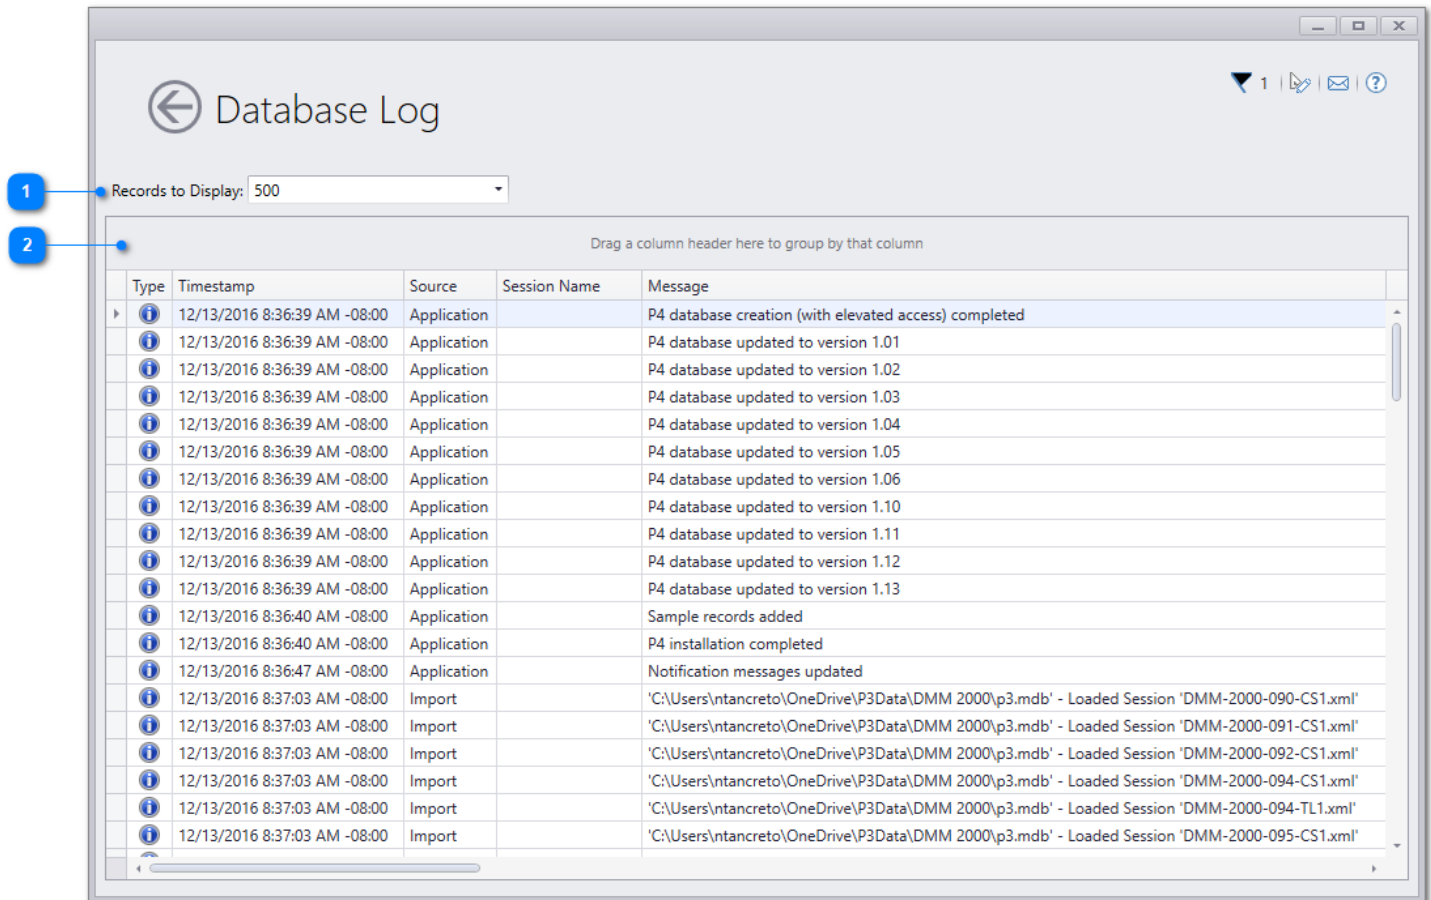 1
Database Log
1 Records to Display: 500
2 Drag a column header here to group by that column
Type Timestamp Source Session Name Message
12/13/2016 8:36:39 AM -08:00 Application P4 database creation (with elevated access) completed
12/13/2016 8:36:39 AM -08:00 Application P4 database updated to version 1.01
12/13/2016 8:36:39 AM -08:00 Application P4 database updated to version 1.02
12/13/2016 8:36:39 AM -08:00 Application P4 database updated to version 1.03
12/13/2016 8:36:39 AM -08:00 Application P4 database updated to version 1.04
12/13/2016 8:36:39 AM -08:00 Application P4 database updated to version 1.05
12/13/2016 8:36:39 AM -08:00 Application P4 database updated to version 1.06
12/13/2016 8:36:39 AM -08:00 Application P4 database updated to version 1.10
12/13/2016 8:36:39 AM -08:00 Application P4 database updated to version 1.11
12/13/2016 8:36:39 AM -08:00 Application P4 database updated to version 1.12
12/13/2016 8:36:39 AM -08:00 Application P4 database updated to version 1.13
12/13/2016 8:36:40 AM -08:00 Application Sample records added
12/13/2016 8:36:40 AM -08:00 Application P4 installation completed
12/13/2016 8:36:47 AM -08:00 Application Notification messages updated
12/13/2016 8:37:03 AM -08:00 Import 'C:\Users\ntancreto\OneDrive\P3Data\DMM 2000\p3.mdb' - Loaded Session 'DMM-2000-090-CS1.xml'
12/13/2016 8:37:03 AM -08:00 Import 'C:\Users\ntancreto\OneDrive\P3Data\DMM 2000\p3.mdb' - Loaded Session 'DMM-2000-091-CS1.xml'
12/13/2016 8:37:03 AM -08:00 Import 'C:\Users\ntancreto\OneDrive\P3Data\DMM 2000\p3.mdb' - Loaded Session 'DMM-2000-092-CS1.xml'
12/13/2016 8:37:03 AM -08:00 Import 'C:\Users\ntancreto\OneDrive\P3Data\DMM 2000\p3.mdb' - Loaded Session 'DMM-2000-094-CS1.xml'
12/13/2016 8:37:03 AM -08:00 Import 'C:\Users\ntancreto\OneDrive\P3Data\DMM 2000\p3.mdb' - Loaded Session 'DMM-2000-094-TL1.xml'
12/13/2016 8:37:03 AM -08:00 Import 'C:\Users\ntancreto\OneDrive\P3Data\DMM 2000\p3.mdb' - Loaded Session 'DMM-2000-095-CS1.xml'